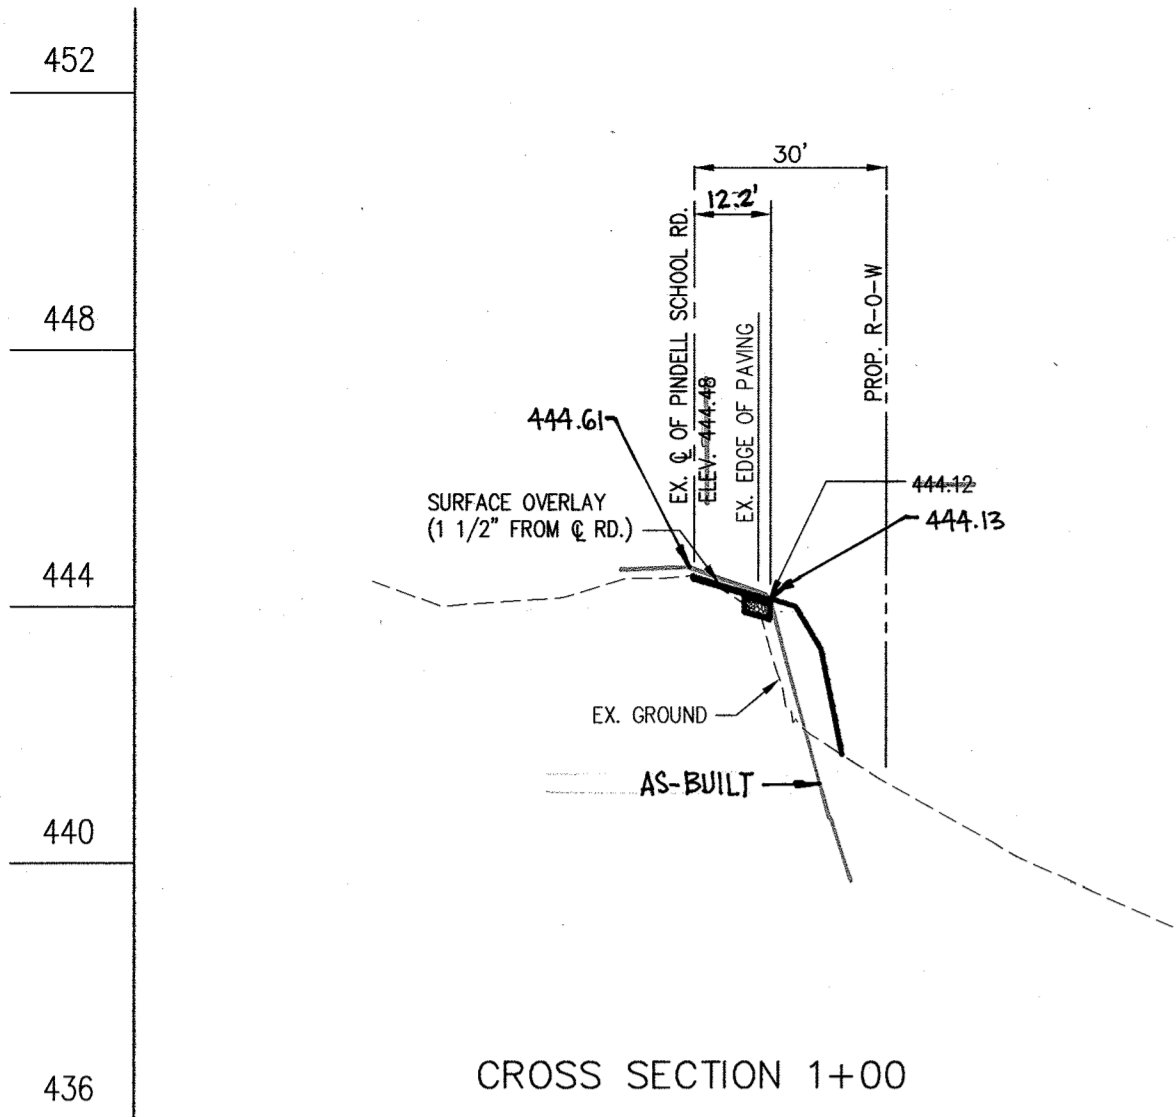 452
448
444
440
436
30'
12.2'
EX. ℄ OF PINDELL SCHOOL RD.
ELEV. 444.48
EX. EDGE OF PAVING
PROP. R-O-W
444.61
SURFACE OVERLAY
(1 1/2" FROM ℄ RD.)
444.12
444.13
EX. GROUND
AS-BUILT
CROSS SECTION 1+00